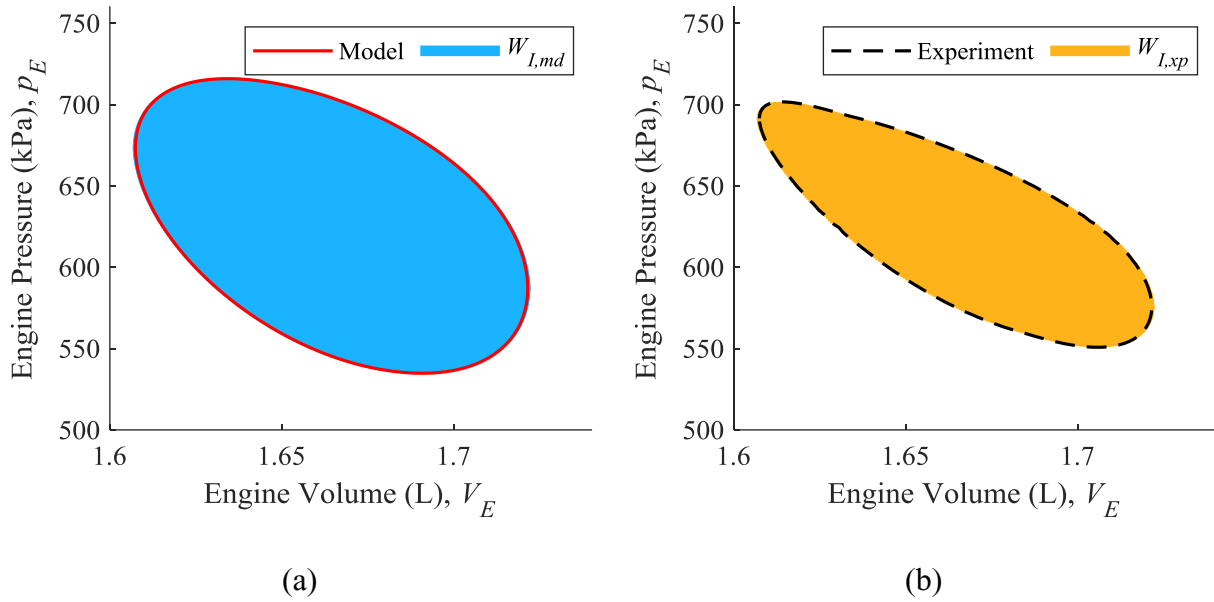 750
700
650
600
550
500
Engine Pressure (kPa), p_E
Model W_{I,md}
1.6 1.65 1.7
Engine Volume (L), V_E
(a)
750
700
650
600
550
500
Engine Pressure (kPa), p_E
Experiment W_{I,xp}
1.6 1.65 1.7
Engine Volume (L), V_E
(b)